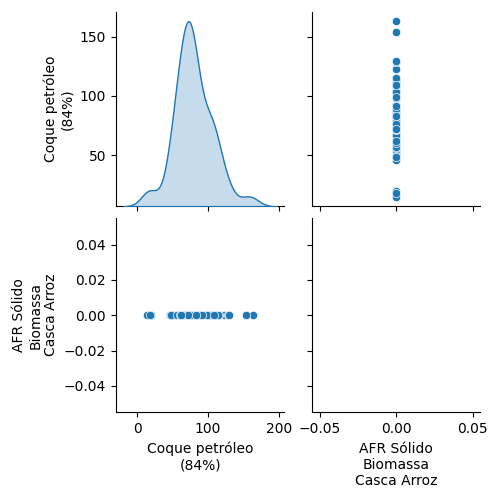 150
100
50
Coque petróleo
(84%)
0.04
0.02
0.00
−0.02
−0.04
AFR Sólido
Biomassa
Casca Arroz
0
100
200
Coque petróleo
(84%)
−0.05
0.00
0.05
AFR Sólido
Biomassa
Casca Arroz